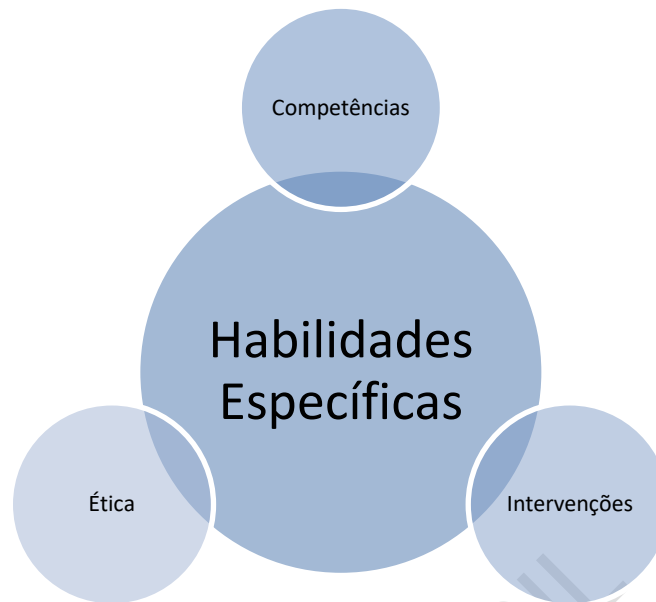 Competências
Habilidades
Específicas
Ética
Intervenções